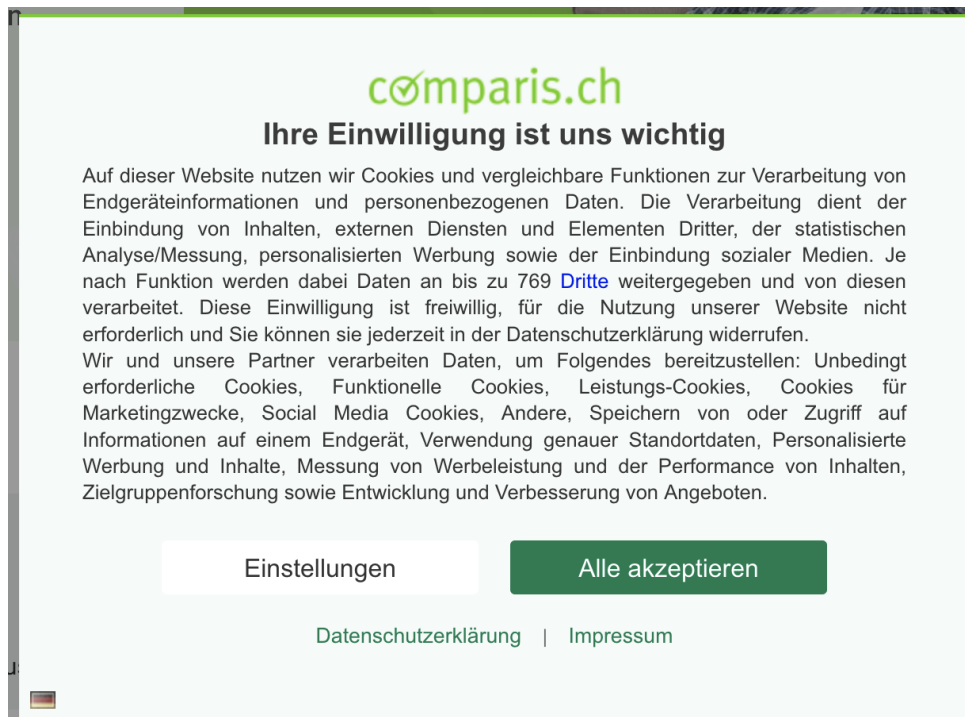 comparis.ch
Ihre Einwilligung ist uns wichtig
Auf dieser Website nutzen wir Cookies und vergleichbare Funktionen zur Verarbeitung von
Endgeräteinformationen und personenbezogenen Daten. Die Verarbeitung dient der
Einbindung von Inhalten, externen Diensten und Elementen Dritter, der statistischen
Analyse/Messung, personalisierten Werbung sowie der Einbindung sozialer Medien. Je
nach Funktion werden dabei Daten an bis zu 769 Dritte weitergegeben und von diesen
verarbeitet. Diese Einwilligung ist freiwillig, für die Nutzung unserer Website nicht
erforderlich und Sie können sie jederzeit in der Datenschutzerklärung widerrufen.
Wir und unsere Partner verarbeiten Daten, um Folgendes bereitzustellen: Unbedingt
erforderliche Cookies, Funktionelle Cookies, Leistungs-Cookies, Cookies für
Marketingzwecke, Social Media Cookies, Andere, Speichern von oder Zugriff auf
Informationen auf einem Endgerät, Verwendung genauer Standortdaten, Personalisierte
Werbung und Inhalte, Messung von Werbeleistung und der Performance von Inhalten,
Zielgruppenforschung sowie Entwicklung und Verbesserung von Angeboten.
Einstellungen Alle akzeptieren
Datenschutzerklärung | Impressum